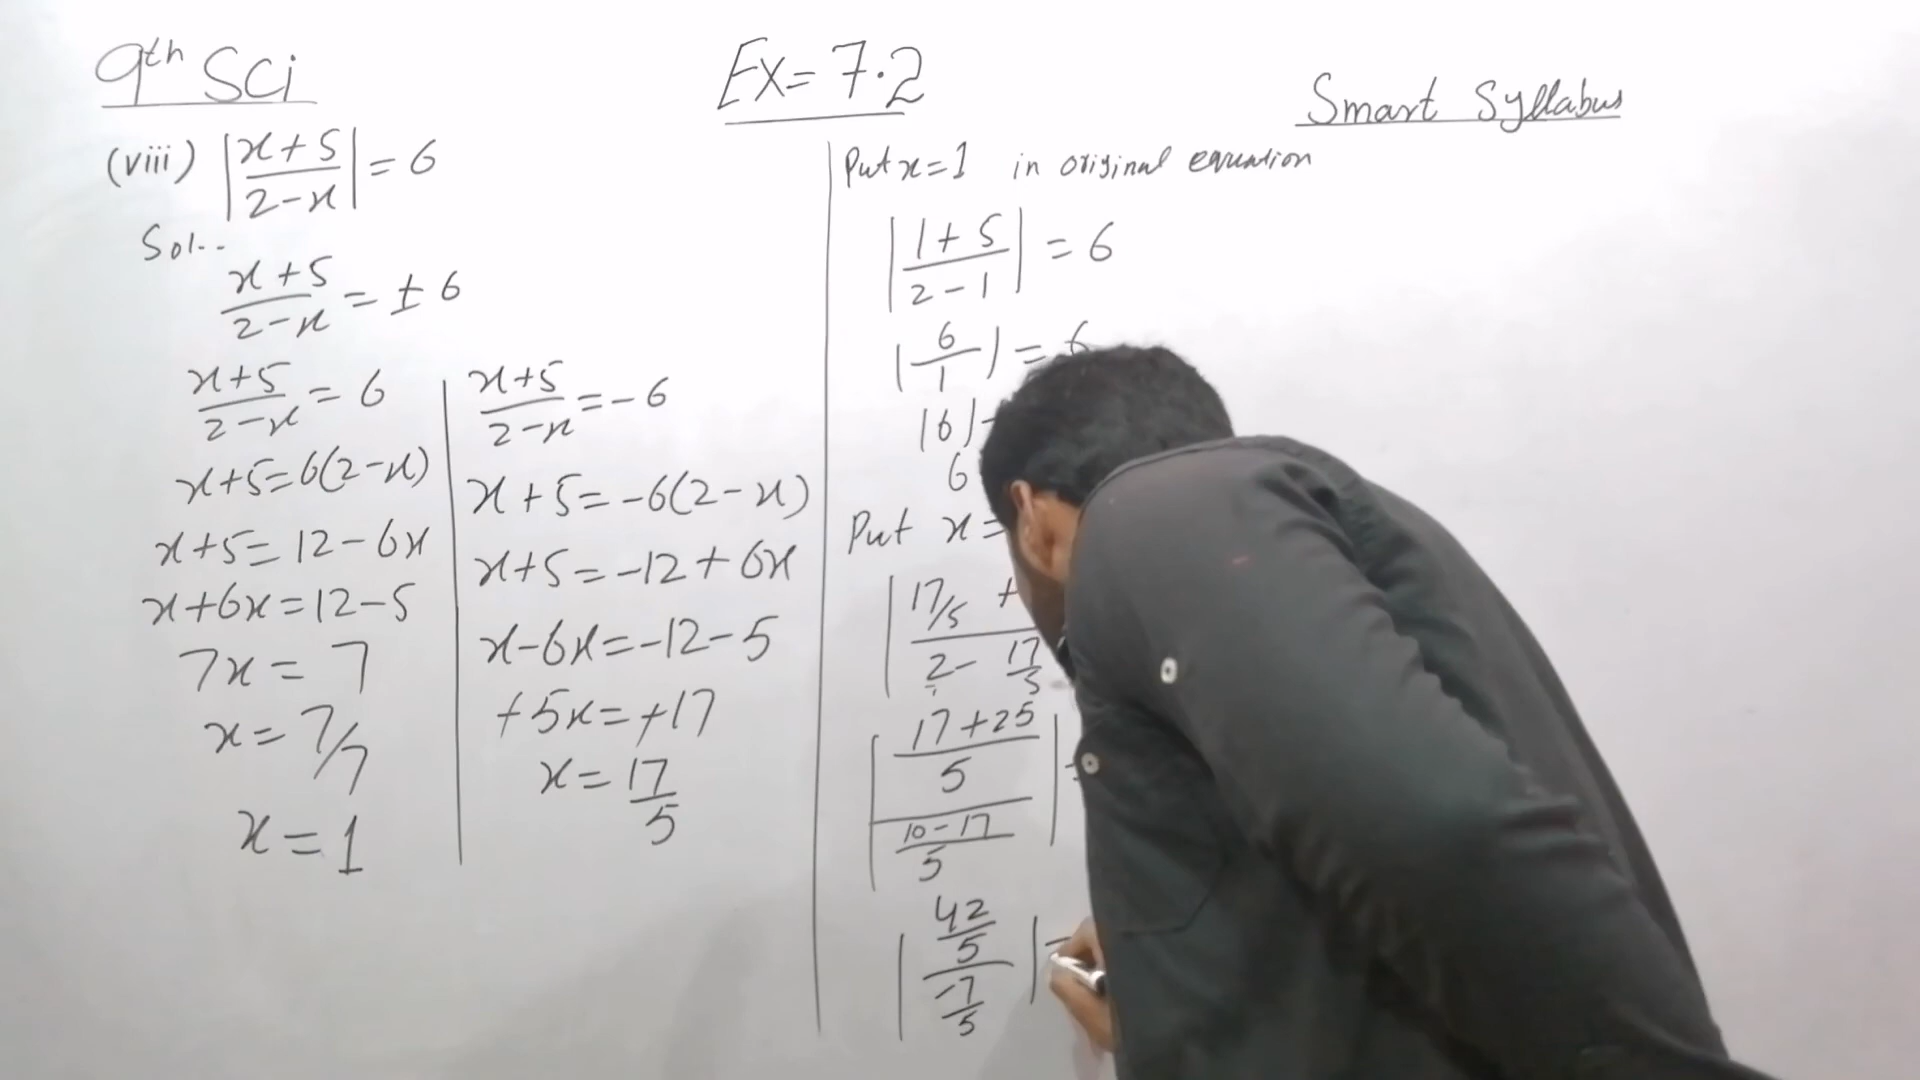 9th SCi
Ex= 7.2
Smart Syllabus
(viii) |x+5/2-x| = 6
Sol..
x+5/2-x = ± 6
x+5/2-x = 6
x+5=6(2-x)
x+5=12-6x
x+6x=12-5
7x = 7
x=7/7
x=1
x+5/2-x=-6
x+5=-6(2-x)
x+5=-12+6x
x-6x=-12-5
+5x=+17
x=17/5
Put x=1 in original equation
|1+5/2-1| = 6
|6/1| = 6
|6|
6
Put x=
|17/5 +
2- 17/5
|17+25/5
10-17/5| =
|42/5
-7/5| =